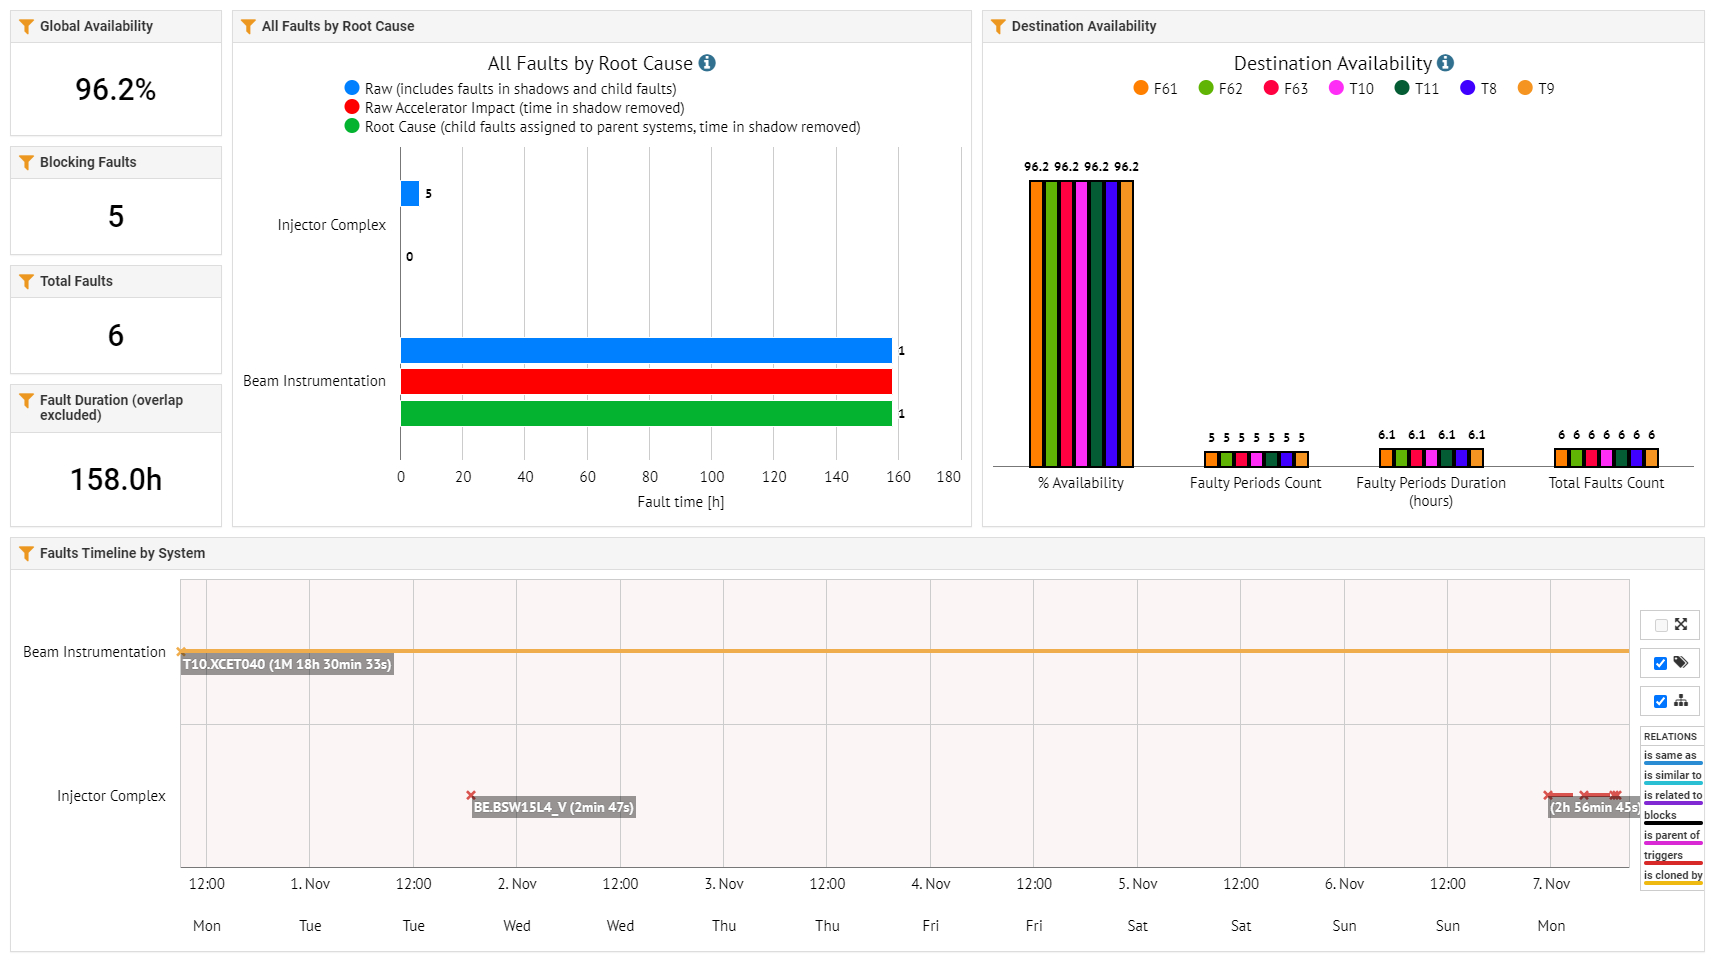 Global Availability
96.2%
Blocking Faults
5
Total Faults
6
Fault Duration (overlap
excluded)
158.0h
All Faults by Root Cause
All Faults by Root Cause
Raw (includes faults in shadows and child faults)
Raw Accelerator Impact (time in shadow removed)
Root Cause (child faults assigned to parent systems, time in shadow removed)
5
Injector Complex
0
1
Beam Instrumentation
1
0 20 40 60 80 100 120 140 160 180
Fault time [h]
Destination Availability
Destination Availability
F61 F62 F63 T10 T11 T8 T9
96.2 96.2 96.2 96.2
5 5 5 5 5 5 5
6.1 6.1 6.1 6.1
6 6 6 6 6 6 6
% Availability Faulty Periods Count Faulty Periods Duration Total Faults Count
(hours)
Faults Timeline by System
Beam Instrumentation
T10.XCET040 (1M 18h 30min 33s)
Injector Complex
BE.BSW15L4_V (2min 47s)
(2h 56min 45s)
12:00 1. Nov 12:00 2. Nov 12:00 3. Nov 12:00 4. Nov 12:00 5. Nov 12:00 6. Nov 12:00 7. Nov
Mon Tue Tue Wed Wed Thu Thu Fri Fri Sat Sat Sun Sun Mon
RELATIONS
is same as
is similar to
is related to
blocks
is parent of
triggers
is cloned by